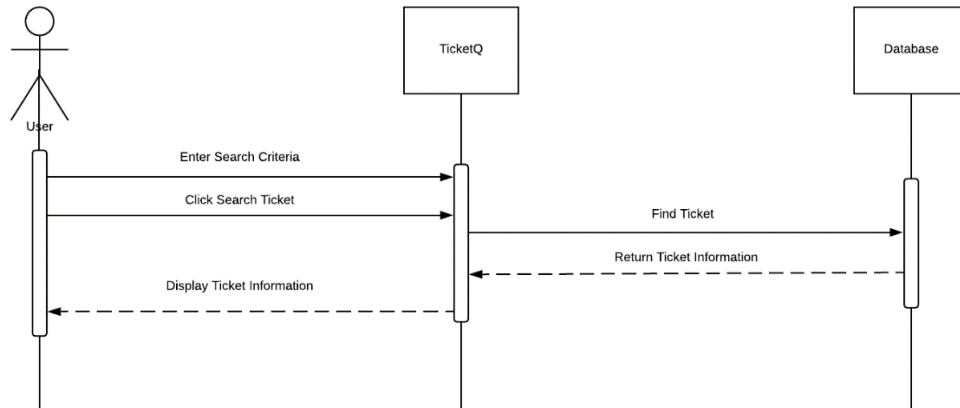 TicketQ
Database
User
Enter Search Criteria
Click Search Ticket
Find Ticket
Return Ticket Information
Display Ticket Information